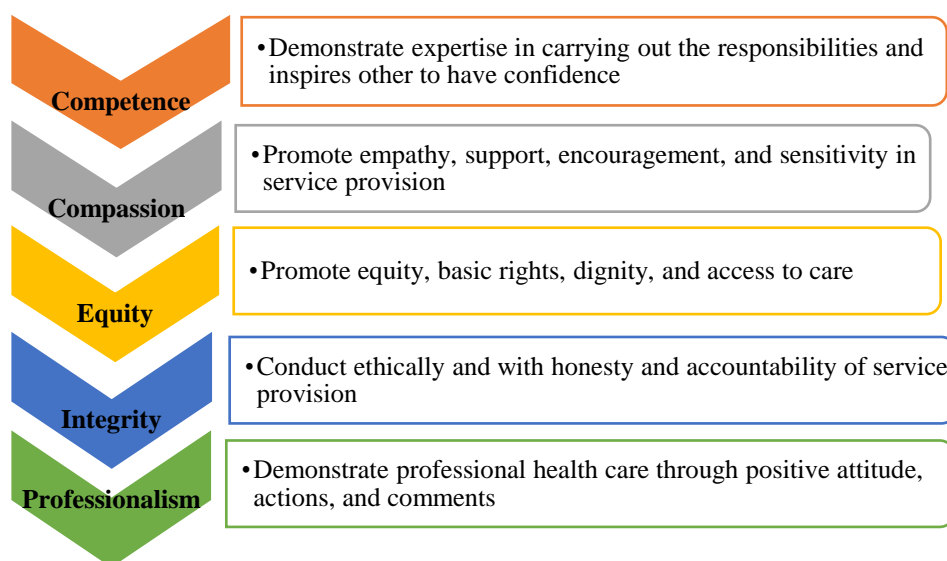 Competence
•Demonstrate expertise in carrying out the responsibilities and
inspires other to have confidence
Compassion
•Promote empathy, support, encouragement, and sensitivity in
service provision
Equity
•Promote equity, basic rights, dignity, and access to care
Integrity
•Conduct ethically and with honesty and accountability of service
provision
Professionalism
•Demonstrate professional health care through positive attitude,
actions, and comments